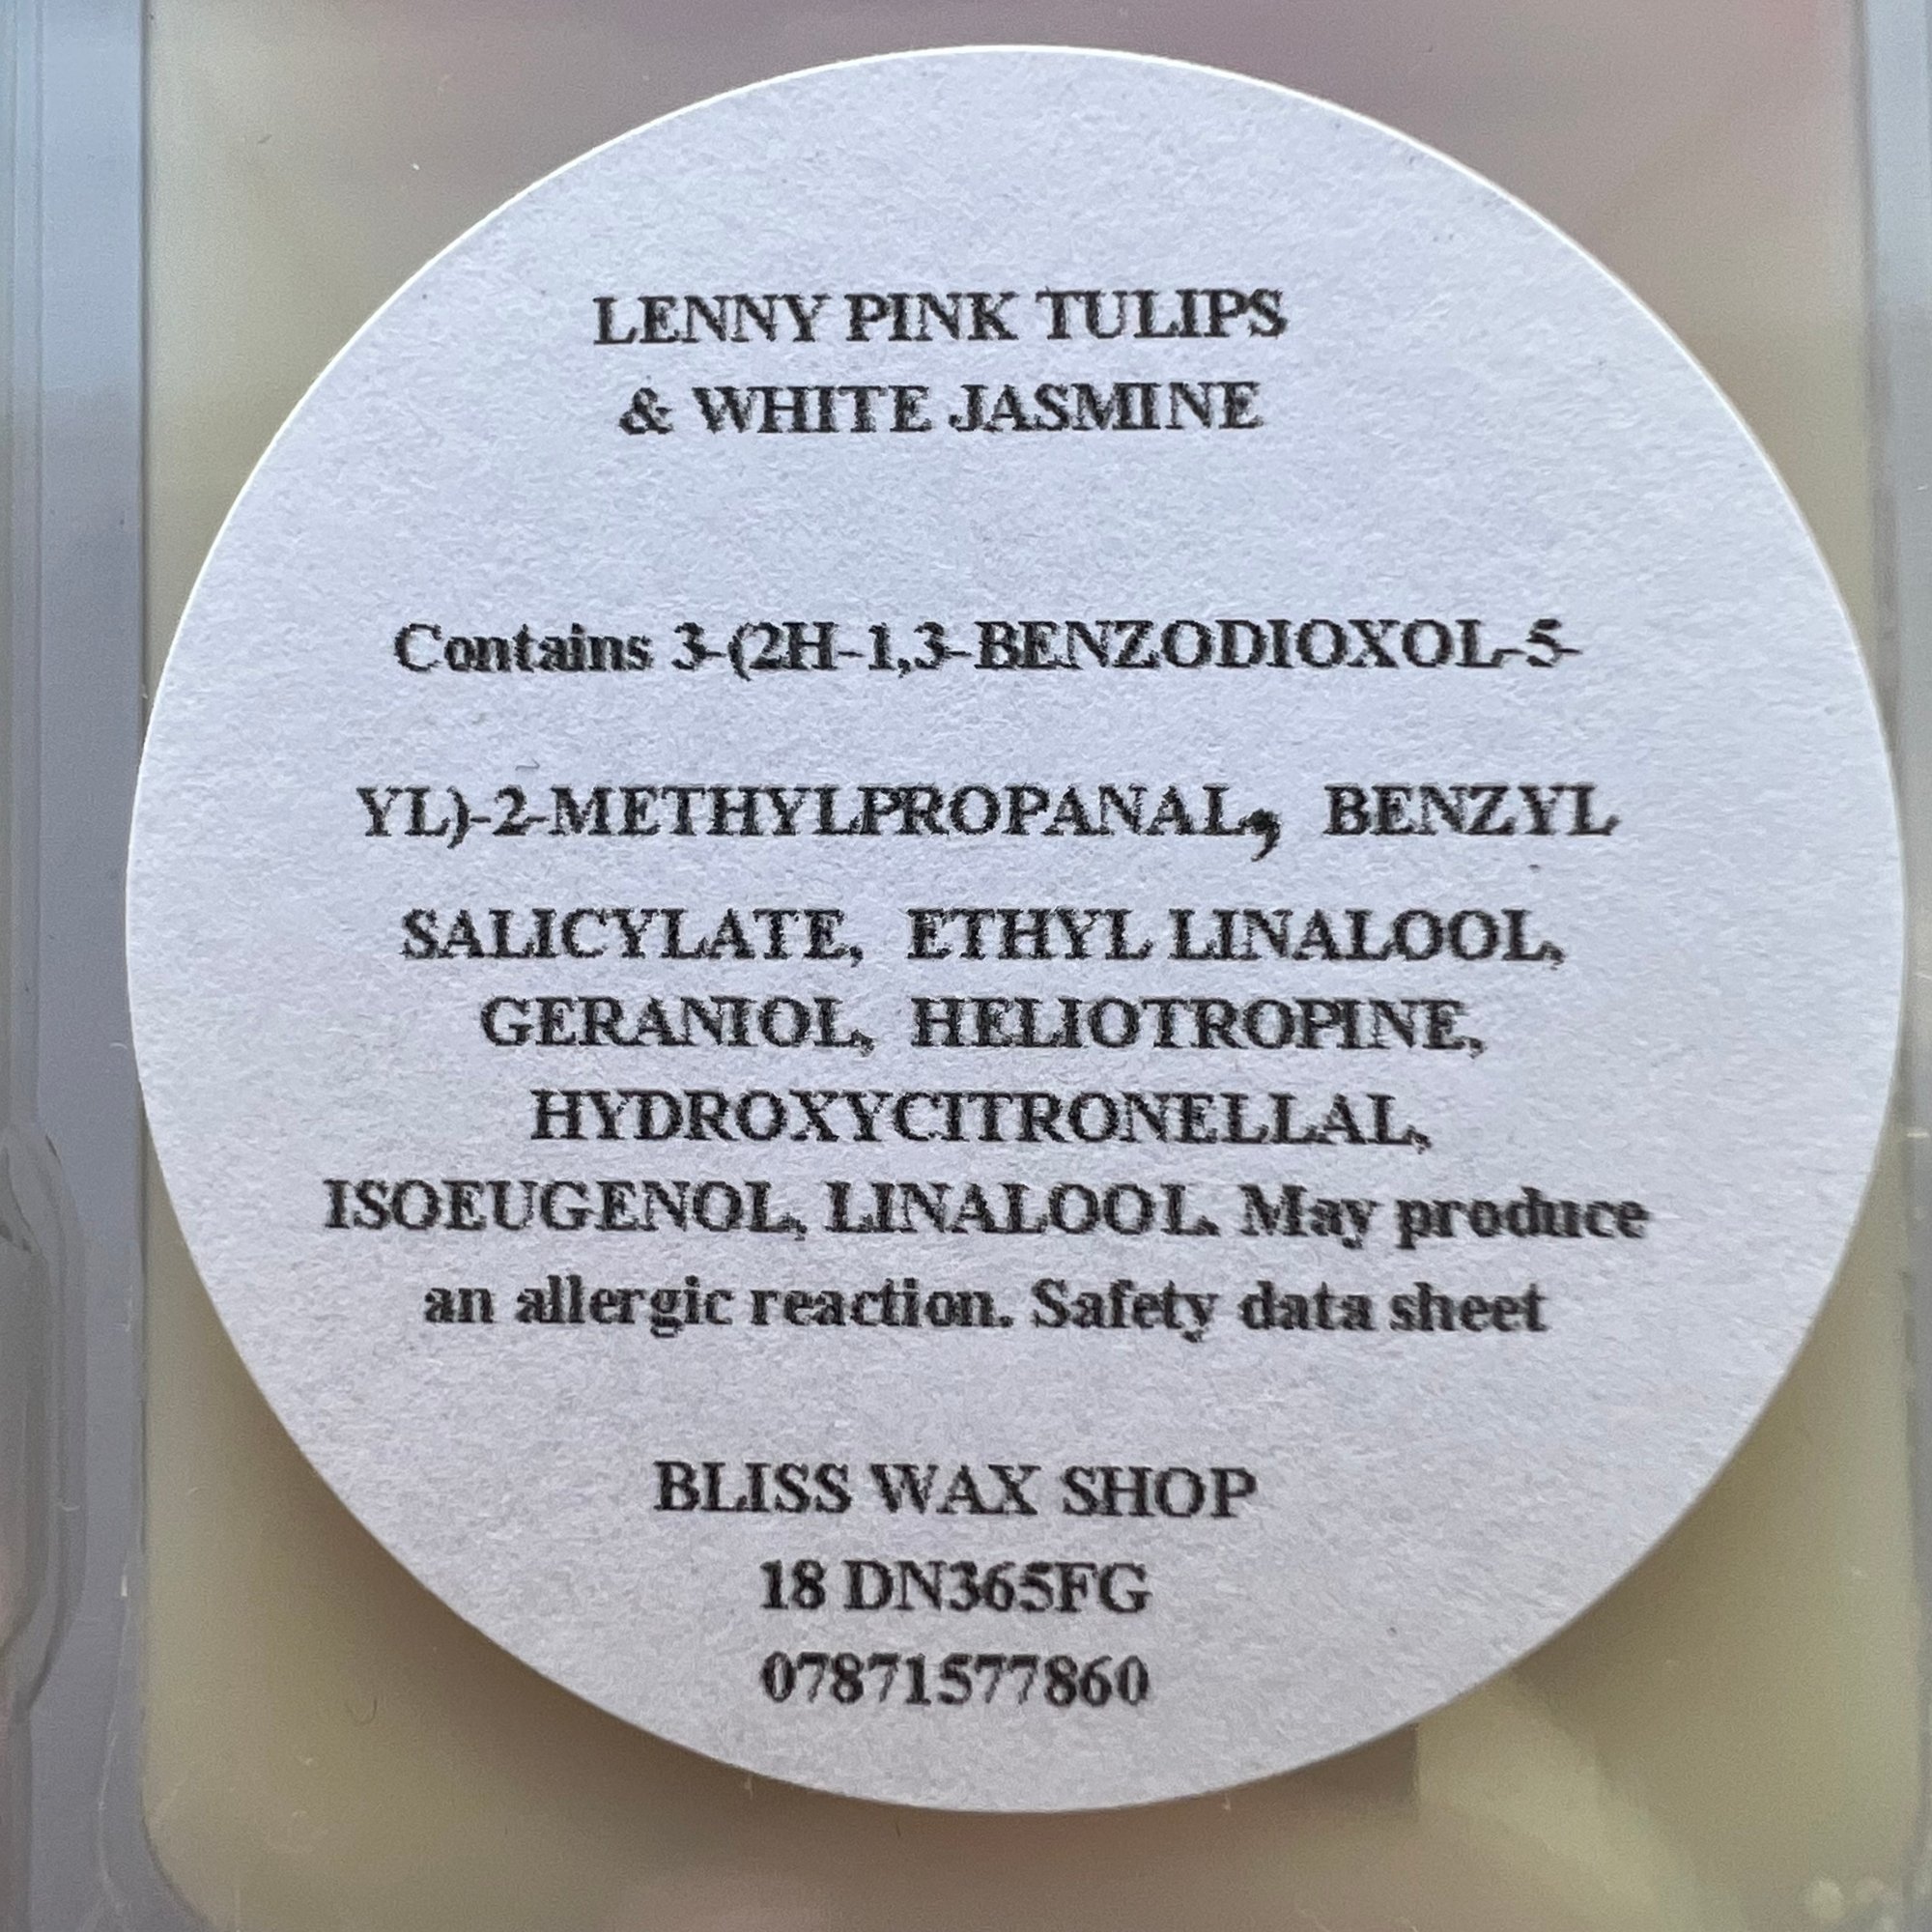 LENNY PINK TULIPS
& WHITE JASMINE
Contains 3-(2H-1,3-BENZODIOXOL-5-
YL)-2-METHYLPROPANAL, BENZYL
SALICYLATE, ETHYL LINALOOL,
GERANIOL, HELIOTROPINE,
HYDROXYCITRONELLAL,
ISOEUGENOL, LINALOOL. May produce
an allergic reaction. Safety data sheet
BLISS WAX SHOP
18 DN365FG
07871577860